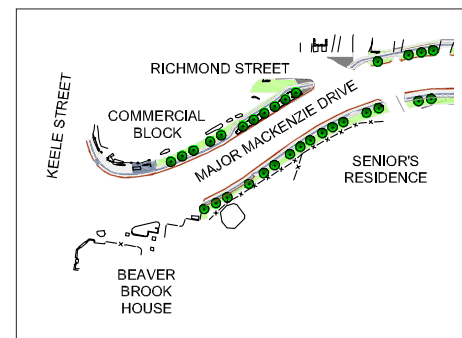 RICHMOND STREET
COMMERCIAL
BLOCK
KEELE STREET
MAJOR MACKENZIE DRIVE
SENIOR'S
RESIDENCE
BEAVER
BROOK
HOUSE